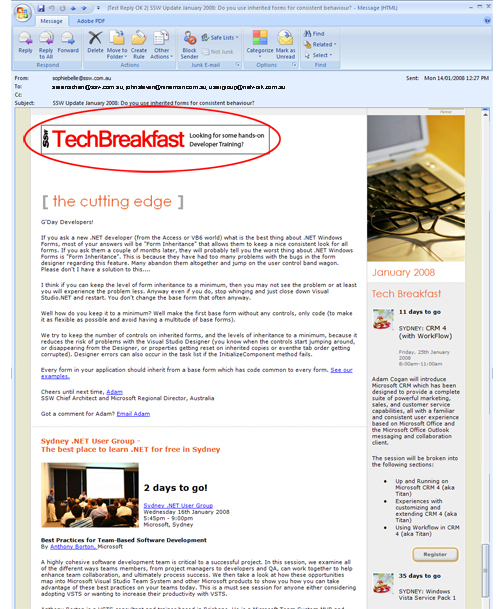 (Test Reply OK 2) SSW Update January 2008: Do you use inherited forms for consistent behaviour? - Message (HTML)
Message
Adobe PDF
Reply
Reply to All
Forward
Delete
Move to Folder
Create Rule
Other Actions
Block Sender
Safe Lists
Not Junk
Categorize
Mark as Unread
Find
Related
Select
Respond
Actions
Junk E-mail
Options
Find
From: sophiebelle@ssw.com.au
Sent: Mon 14/01/2008 12:27 PM
To:
Cc:
Subject: SSW Update January 2008: Do you use inherited forms for consistent behaviour?
SSW TechBreakfast
Looking for some hands-on
Developer Training?
[ the cutting edge ]
G'Day Developers!
If you ask a new .NET developer (from the Access or VB6 world) what is the best thing about .NET Windows
Forms, most of your answers will be "Form Inheritance" that allows them to keep a nice consistent look for all
forms. If you ask them a couple of months later, they will probably tell you the worst thing about .NET Windows
Forms is "Form Inheritance". This is because they have had too many problems with the bugs in the form
designer regarding this feature. Many abandon them altogether and jump on the user control band wagon.
Please don't I have a solution to this....
I think if you can keep the level of form inheritance to a minimum, then you may not see the problem or at least
you will experience the problem less. Anyway even if you do, stop whinging and just close down Visual
Studio.NET and restart. You don't change the base form that often anyway.
Well how do you keep it to a minimum? Well make the first base form without any controls, only code (to make
it as flexible as possible and avoid having a multitude of base forms).
We try to keep the number of controls on inherited forms, and the levels of inheritance to a minimum, because it
reduces the risk of problems with the Visual Studio Designer (you know when the controls start jumping around,
or disappearing from the Designer, or properties getting reset on inherited copies or eventhe tab order getting
corrupted). Designer errors can also occur in the task list if the InitializeComponent method fails.
Every form in your application should inherit from a base form which has code common to every form. See our
examples.
Cheers until next time, Adam
SSW Chief Architect and Microsoft Regional Director, Australia
Got a comment for Adam? Email Adam
Sydney .NET User Group -
The best place to learn .NET for free in Sydney
2 days to go!
Sydney .NET User Group
Wednesday 16th January 2008
5:45pm - 9:00pm
Microsoft, Sydney
Best Practices for Team-Based Software Development
By Anthony Borton, Microsoft
A highly cohesive software development team is critical to a successful project. In this session, we examine all
of the different ways teams members, from project managers to developers and QA, can work together to help
enhance team collaboration, and ultimately process success. We then take a look at how these opportunities
map into Microsoft Visual Studio Team System and other Microsoft products to show you how you can take
advantage of these best practices on your teams today. This is a must see session for anyone either considering
adopting VSTS or wanting to increase their productivity with VSTS.
January 2008
Tech Breakfast
11 days to go
SYDNEY: CRM 4
(with WorkFlow)
Friday, 25th January
2008
8:00am-11:00am
Adam Cogan will introduce
Microsoft CRM which has been
designed to provide a complete
suite of powerful marketing,
sales, and customer service
capabilities, all with a familiar
and consistent user experience
based on Microsoft Office and
the Microsoft Office Outlook
messaging and collaboration
client.
The session will be broken into
the following sections:
• Up and Running on
Microsoft CRM 4 (aka
Titan)
• Experiences with
customizing and
extending CRM 4 (aka
Titan)
• Using Workflow in CRM
4 (aka Titan)
Register
35 days to go
SYDNEY: Windows
Vista Service Pack 1